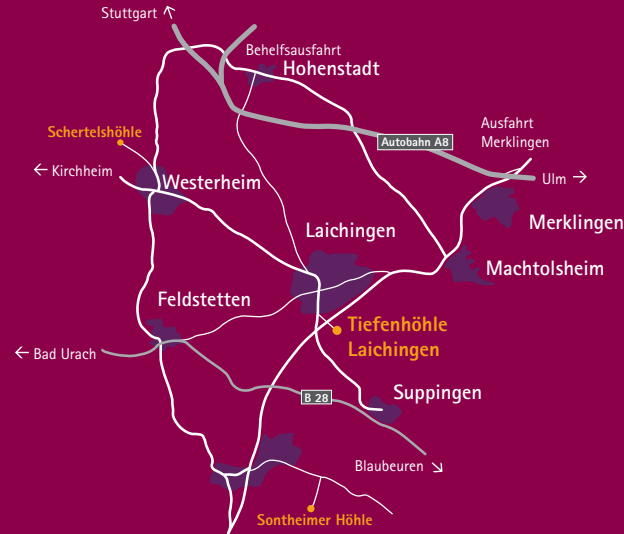 Stuttgart ↖
Behelfsausfahrt
Hohenstadt
Schertelshöhle
Autobahn A8
Ausfahrt
Merklingen
← Kirchheim
Westerheim
Ulm →
Merklingen
Laichingen
Machtolsheim
Feldstetten
Tiefenhöhle
Laichingen
← Bad Urach
Suppingen
B 28
Blaubeuren ↘
Sontheimer Höhle